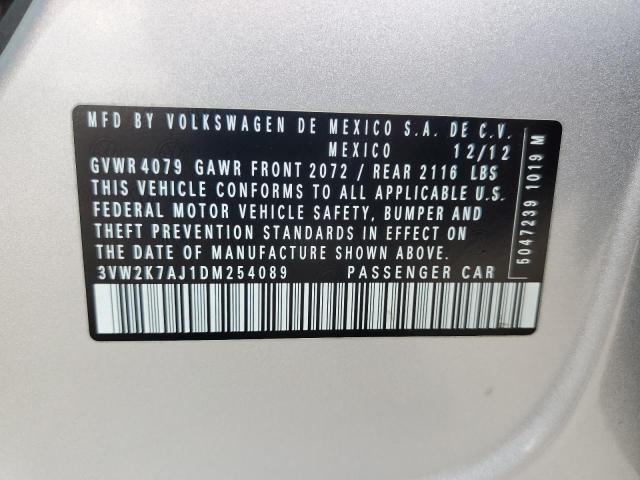 MFD BY VOLKSWAGEN DE MEXICO S.A. DE C.V.
MEXICO 12/12
GVWR 4079 GAWR FRONT 2072 / REAR 2116 LBS
THIS VEHICLE CONFORMS TO ALL APPLICABLE U.S.
FEDERAL MOTOR VEHICLE SAFETY, BUMPER AND
THEFT PREVENTION STANDARDS IN EFFECT ON
THE DATE OF MANUFACTURE SHOWN ABOVE.
3VW2K7AJ1DM254089 PASSENGER CAR
5047239 1019 M